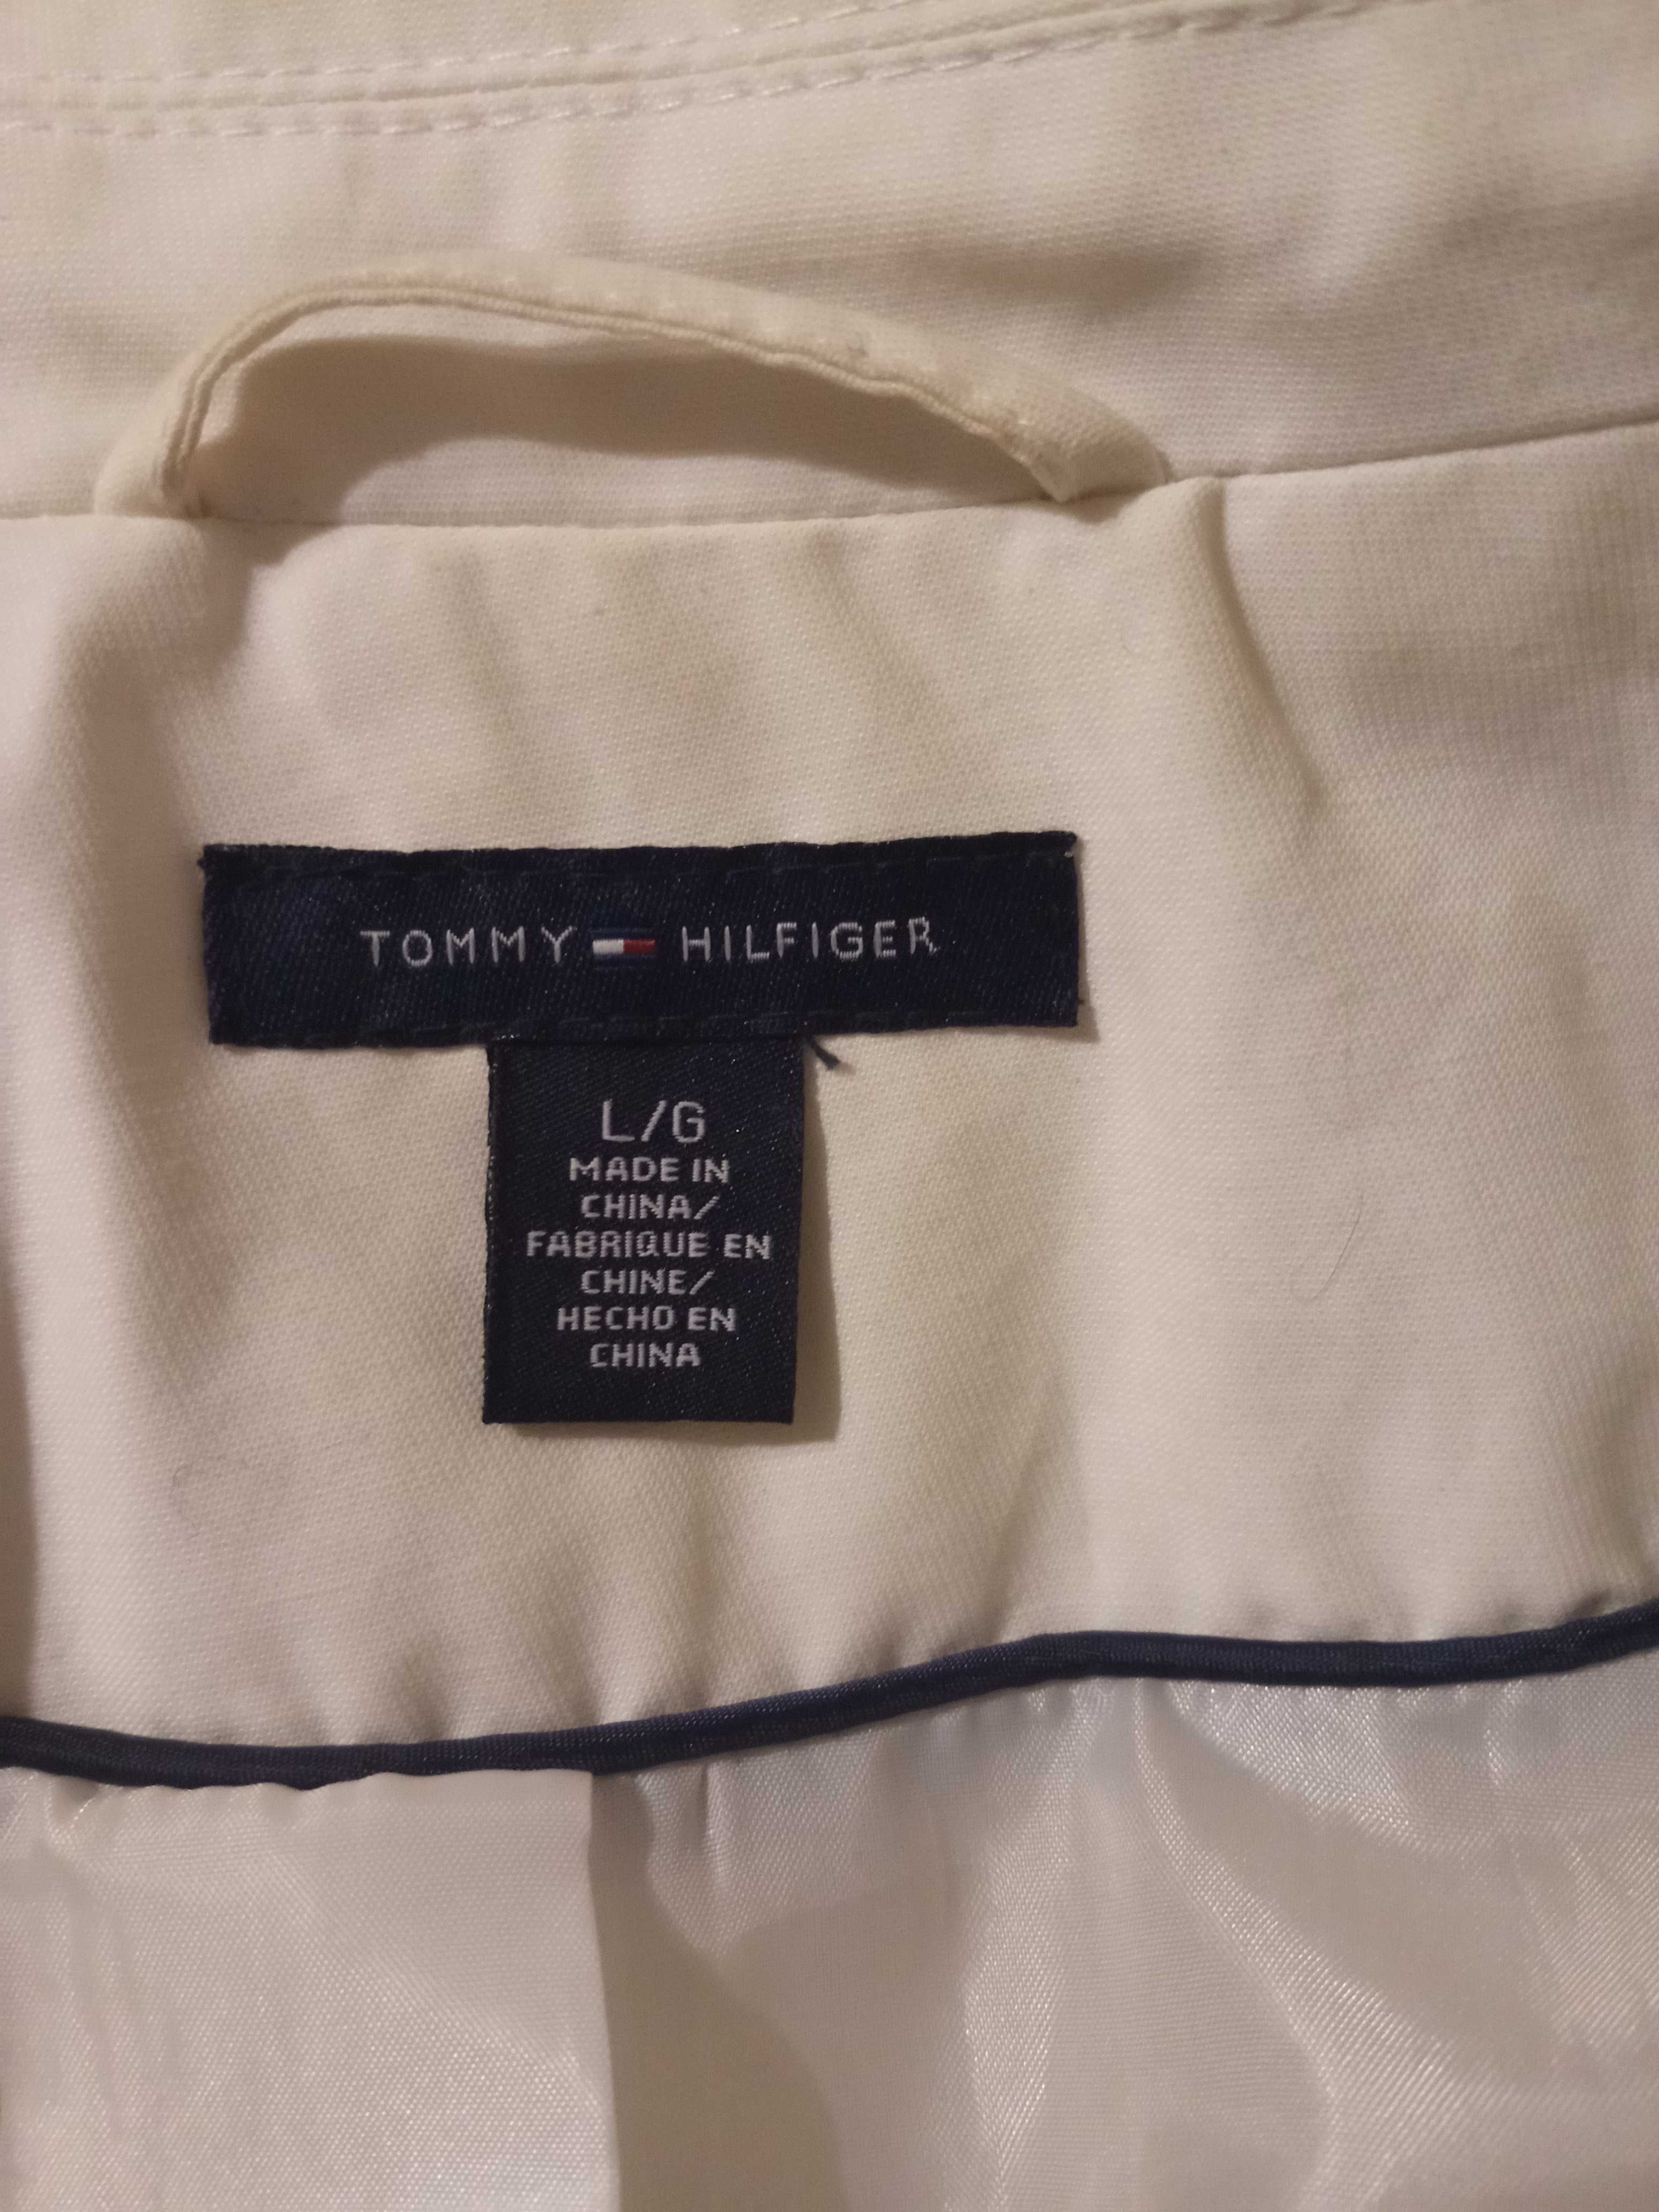 TOMMY HILFIGER
L/G
MADE IN
CHINA/
FABRIQUE EN
CHINE/
HECHO EN
CHINA